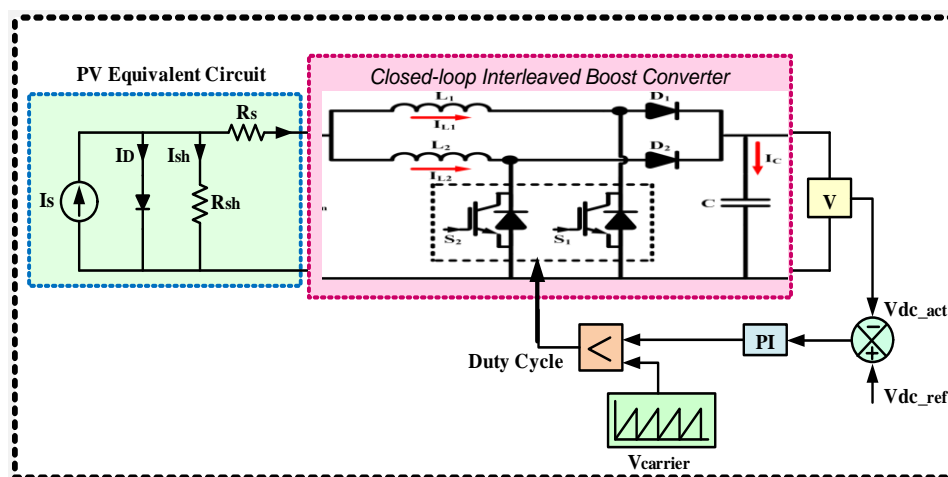 PV Equivalent Circuit
Closed-loop Interleaved Boost Converter
L1
D1
Rs
IL1
ID
Ish
L2
D2
IC
IL2
Is
Rsh
n
C
V
S2
S1
Vdc_act
−
PI
<
+
Duty Cycle
Vdc_ref
Vcarrier